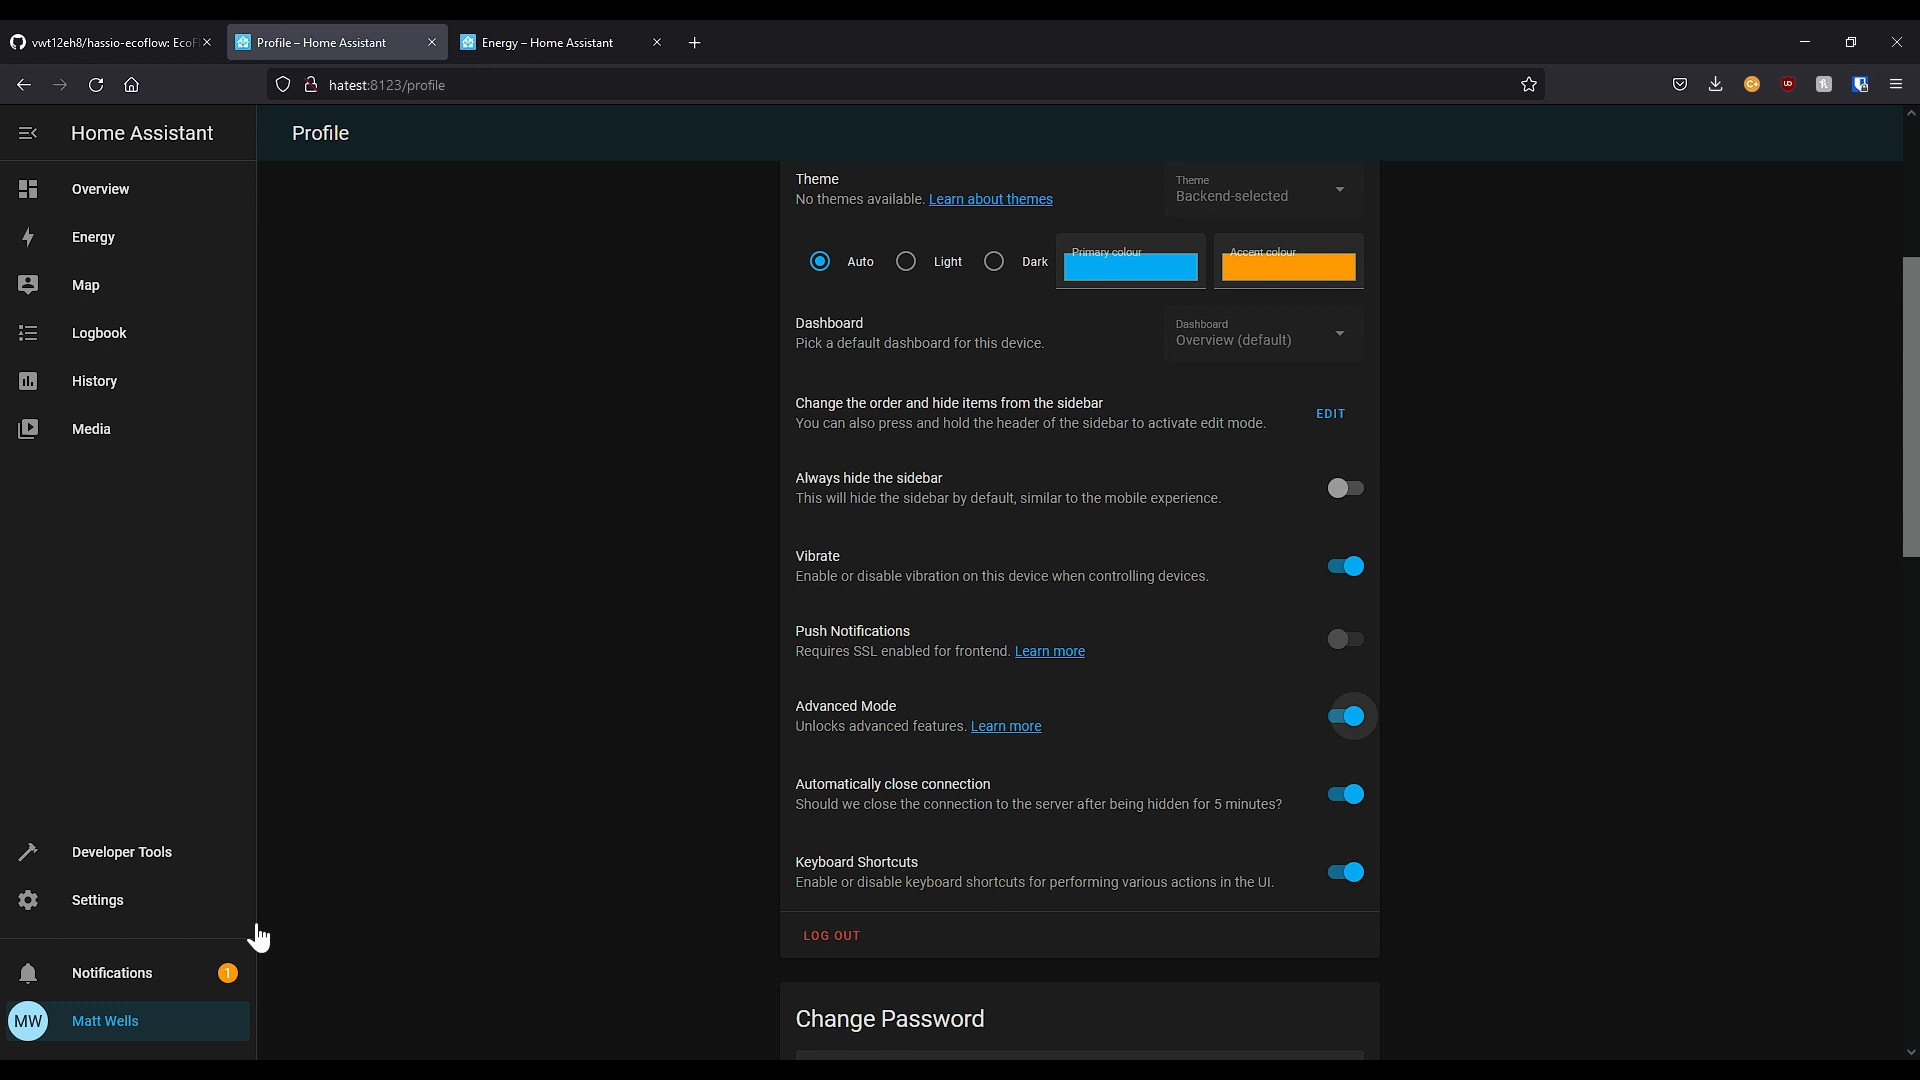 vwt12eh8/hassio-ecoflow: EcoF
Profile – Home Assistant
Energy – Home Assistant
hatest:8123/profile
Home Assistant
Profile
Overview
Energy
Map
Logbook
History
Media
Developer Tools
Settings
Notifications
1
MW
Matt Wells
Theme
No themes available. Learn about themes
Theme
Backend-selected
Auto
Light
Dark
Primary colour
Accent colour
Dashboard
Pick a default dashboard for this device.
Dashboard
Overview (default)
Change the order and hide items from the sidebar
You can also press and hold the header of the sidebar to activate edit mode.
EDIT
Always hide the sidebar
This will hide the sidebar by default, similar to the mobile experience.
Vibrate
Enable or disable vibration on this device when controlling devices.
Push Notifications
Requires SSL enabled for frontend. Learn more
Advanced Mode
Unlocks advanced features. Learn more
Automatically close connection
Should we close the connection to the server after being hidden for 5 minutes?
Keyboard Shortcuts
Enable or disable keyboard shortcuts for performing various actions in the UI.
LOG OUT
Change Password